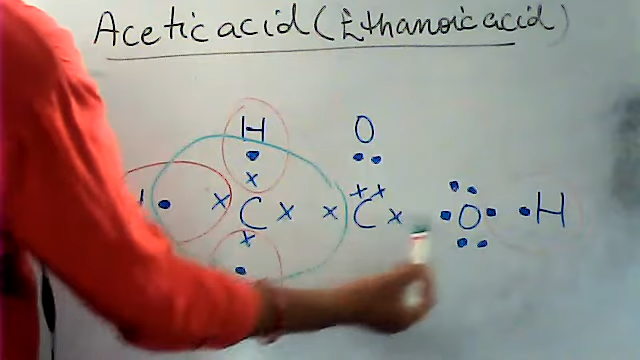 Acetic acid (Ethanoic acid)
H O
x x x
x C x x C x O H
x